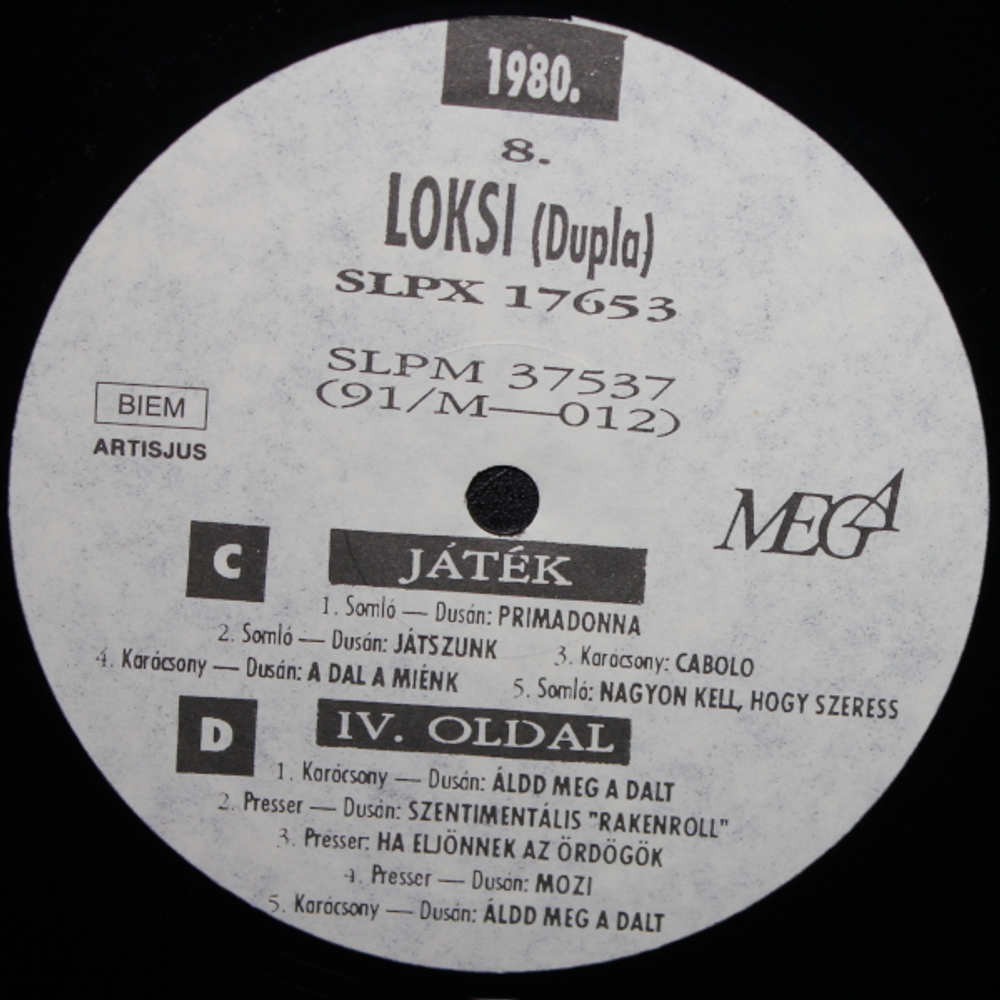 1980.
8.
LOKSI (Dupla)
SLPX 17653
SLPM 37537
(91/M—012)
BIEM
ARTISJUS
MEGA
C JÁTÉK
1. Somló — Dusán: PRIMADONNA
2. Somló — Dusán: JÁTSZUNK 3. Karácsony: CABOLO
4. Karácsony — Dusán: A DAL A MIÉNK 5. Somló: NAGYON KELL, HOGY SZERESS
D IV. OLDAL
1. Karácsony — Dusán: ÁLDD MEG A DALT
2. Presser — Dusán: SZENTIMENTÁLIS "RAKENROLL"
3. Presser: HA ELJÖNNEK AZ ÖRDÖGÖK
4. Presser — Dusán: MOZI
5. Karácsony — Dusán: ÁLDD MEG A DALT